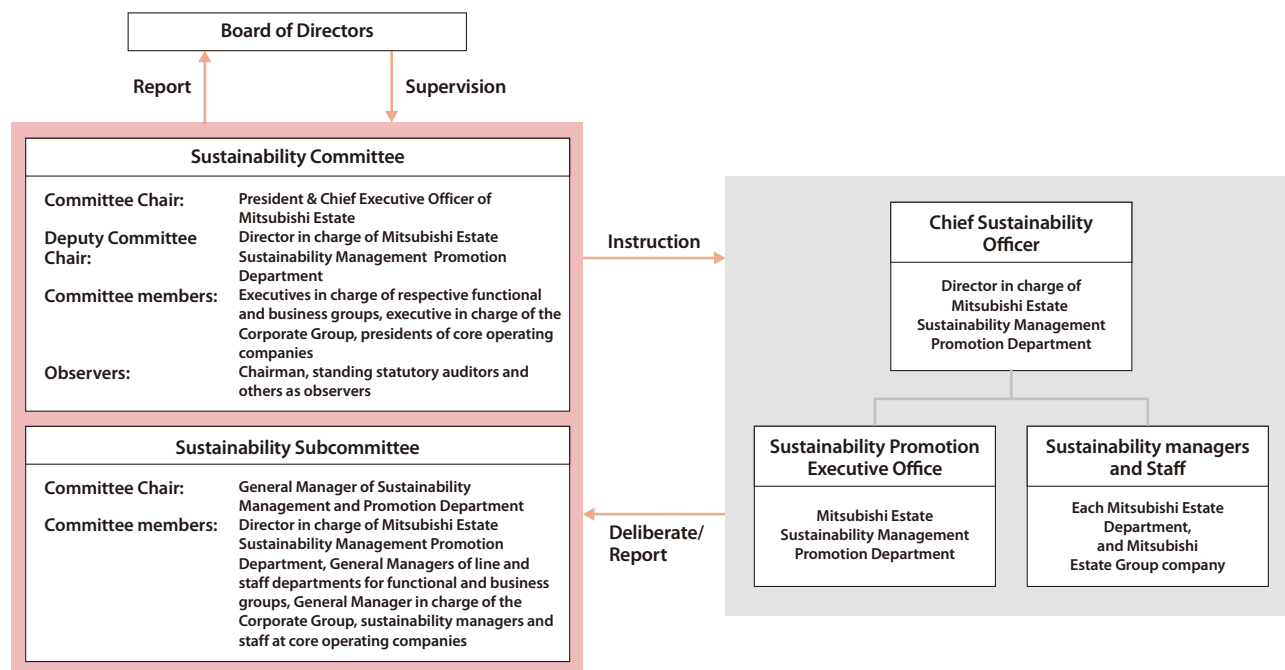 Board of Directors
Report
Supervision
Sustainability Committee
Committee Chair:
President & Chief Executive Officer of
Mitsubishi Estate
Deputy Committee
Chair:
Director in charge of Mitsubishi Estate
Sustainability Management Promotion
Department
Committee members:
Executives in charge of respective functional
and business groups, executive in charge of the
Corporate Group, presidents of core operating
companies
Observers:
Chairman, standing statutory auditors and
others as observers
Sustainability Subcommittee
Committee Chair:
General Manager of Sustainability
Management and Promotion Department
Committee members:
Director in charge of Mitsubishi Estate
Sustainability Management Promotion
Department, General Managers of line and
staff departments for functional and business
groups, General Manager in charge of the
Corporate Group, sustainability managers and
staff at core operating companies
Instruction
Deliberate/
Report
Chief Sustainability
Officer
Director in charge of
Mitsubishi Estate
Sustainability Management
Promotion Department
Sustainability Promotion
Executive Office
Mitsubishi Estate
Sustainability Management
Promotion Department
Sustainability managers
and Staff
Each Mitsubishi Estate
Department,
and Mitsubishi
Estate Group company